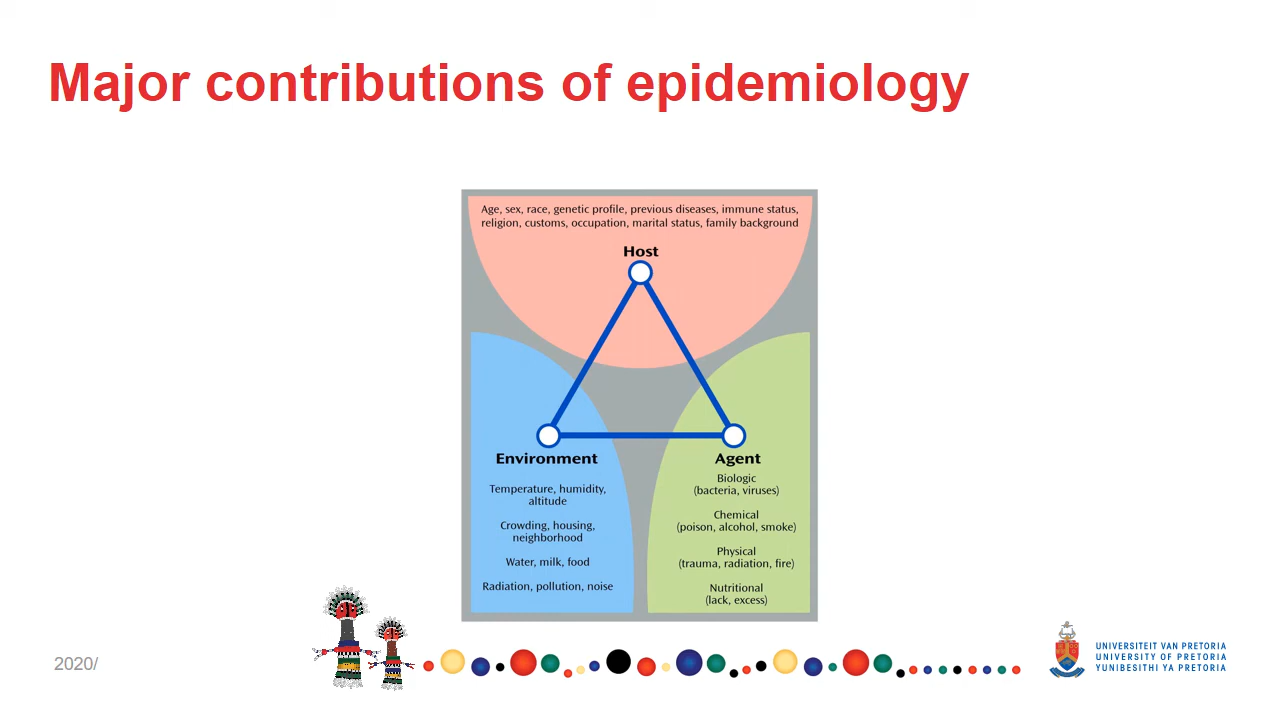 Major contributions of epidemiology
Age, sex, race, genetic profile, previous diseases, immune status,
religion, customs, occupation, marital status, family background
Host
Environment
Temperature, humidity,
altitude
Crowding, housing,
neighborhood
Water, milk, food
Radiation, pollution, noise
Agent
Biologic
(bacteria, viruses)
Chemical
(poison, alcohol, smoke)
Physical
(trauma, radiation, fire)
Nutritional
(lack, excess)
2020/
UNIVERSITEIT VAN PRETORIA
UNIVERSITY OF PRETORIA
YUNIBESITHI YA PRETORIA